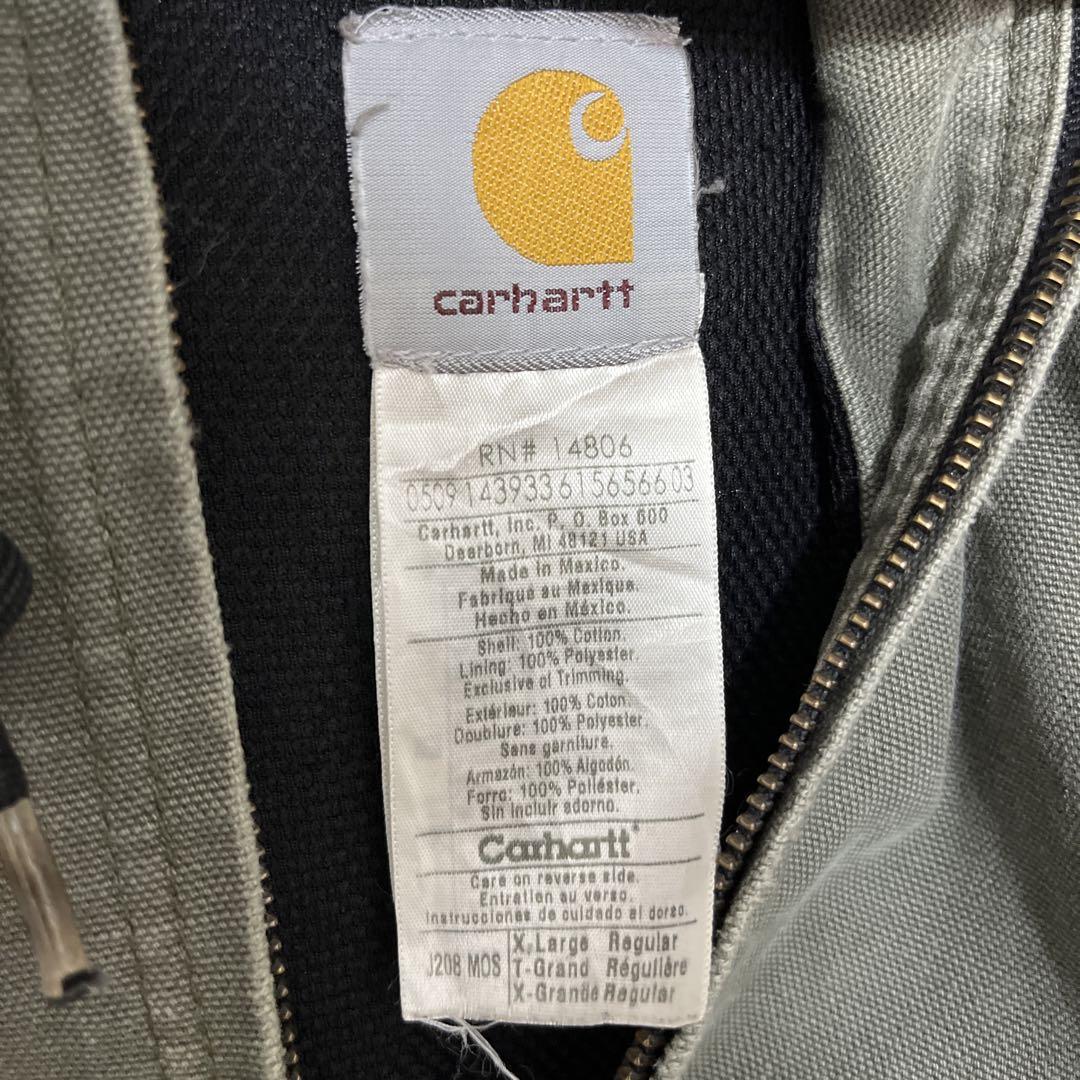 carhartt
RN# 14806
0509 1439336156566 03
Carhartt, Inc. P. O. Box 600
Dearborn, MI 48121 USA
Made in Mexico.
Fabriqué au Mexique.
Hecho en México.
Shell: 100% Cotton.
Lining: 100% Polyester.
Exclusive of Trimming.
Extérieur: 100% Coton.
Doublure: 100% Polyester.
Sans garniture.
Armazón: 100% Algodón.
Forro: 100% Poliéster.
Sin incluir adorno.
Carhartt®
Care on reverse side.
Entretien au verso.
Instrucciones de cuidado al dorso.
J208 MOS
X-Large Regular
T-Grand Régulière
X-Grande Regular